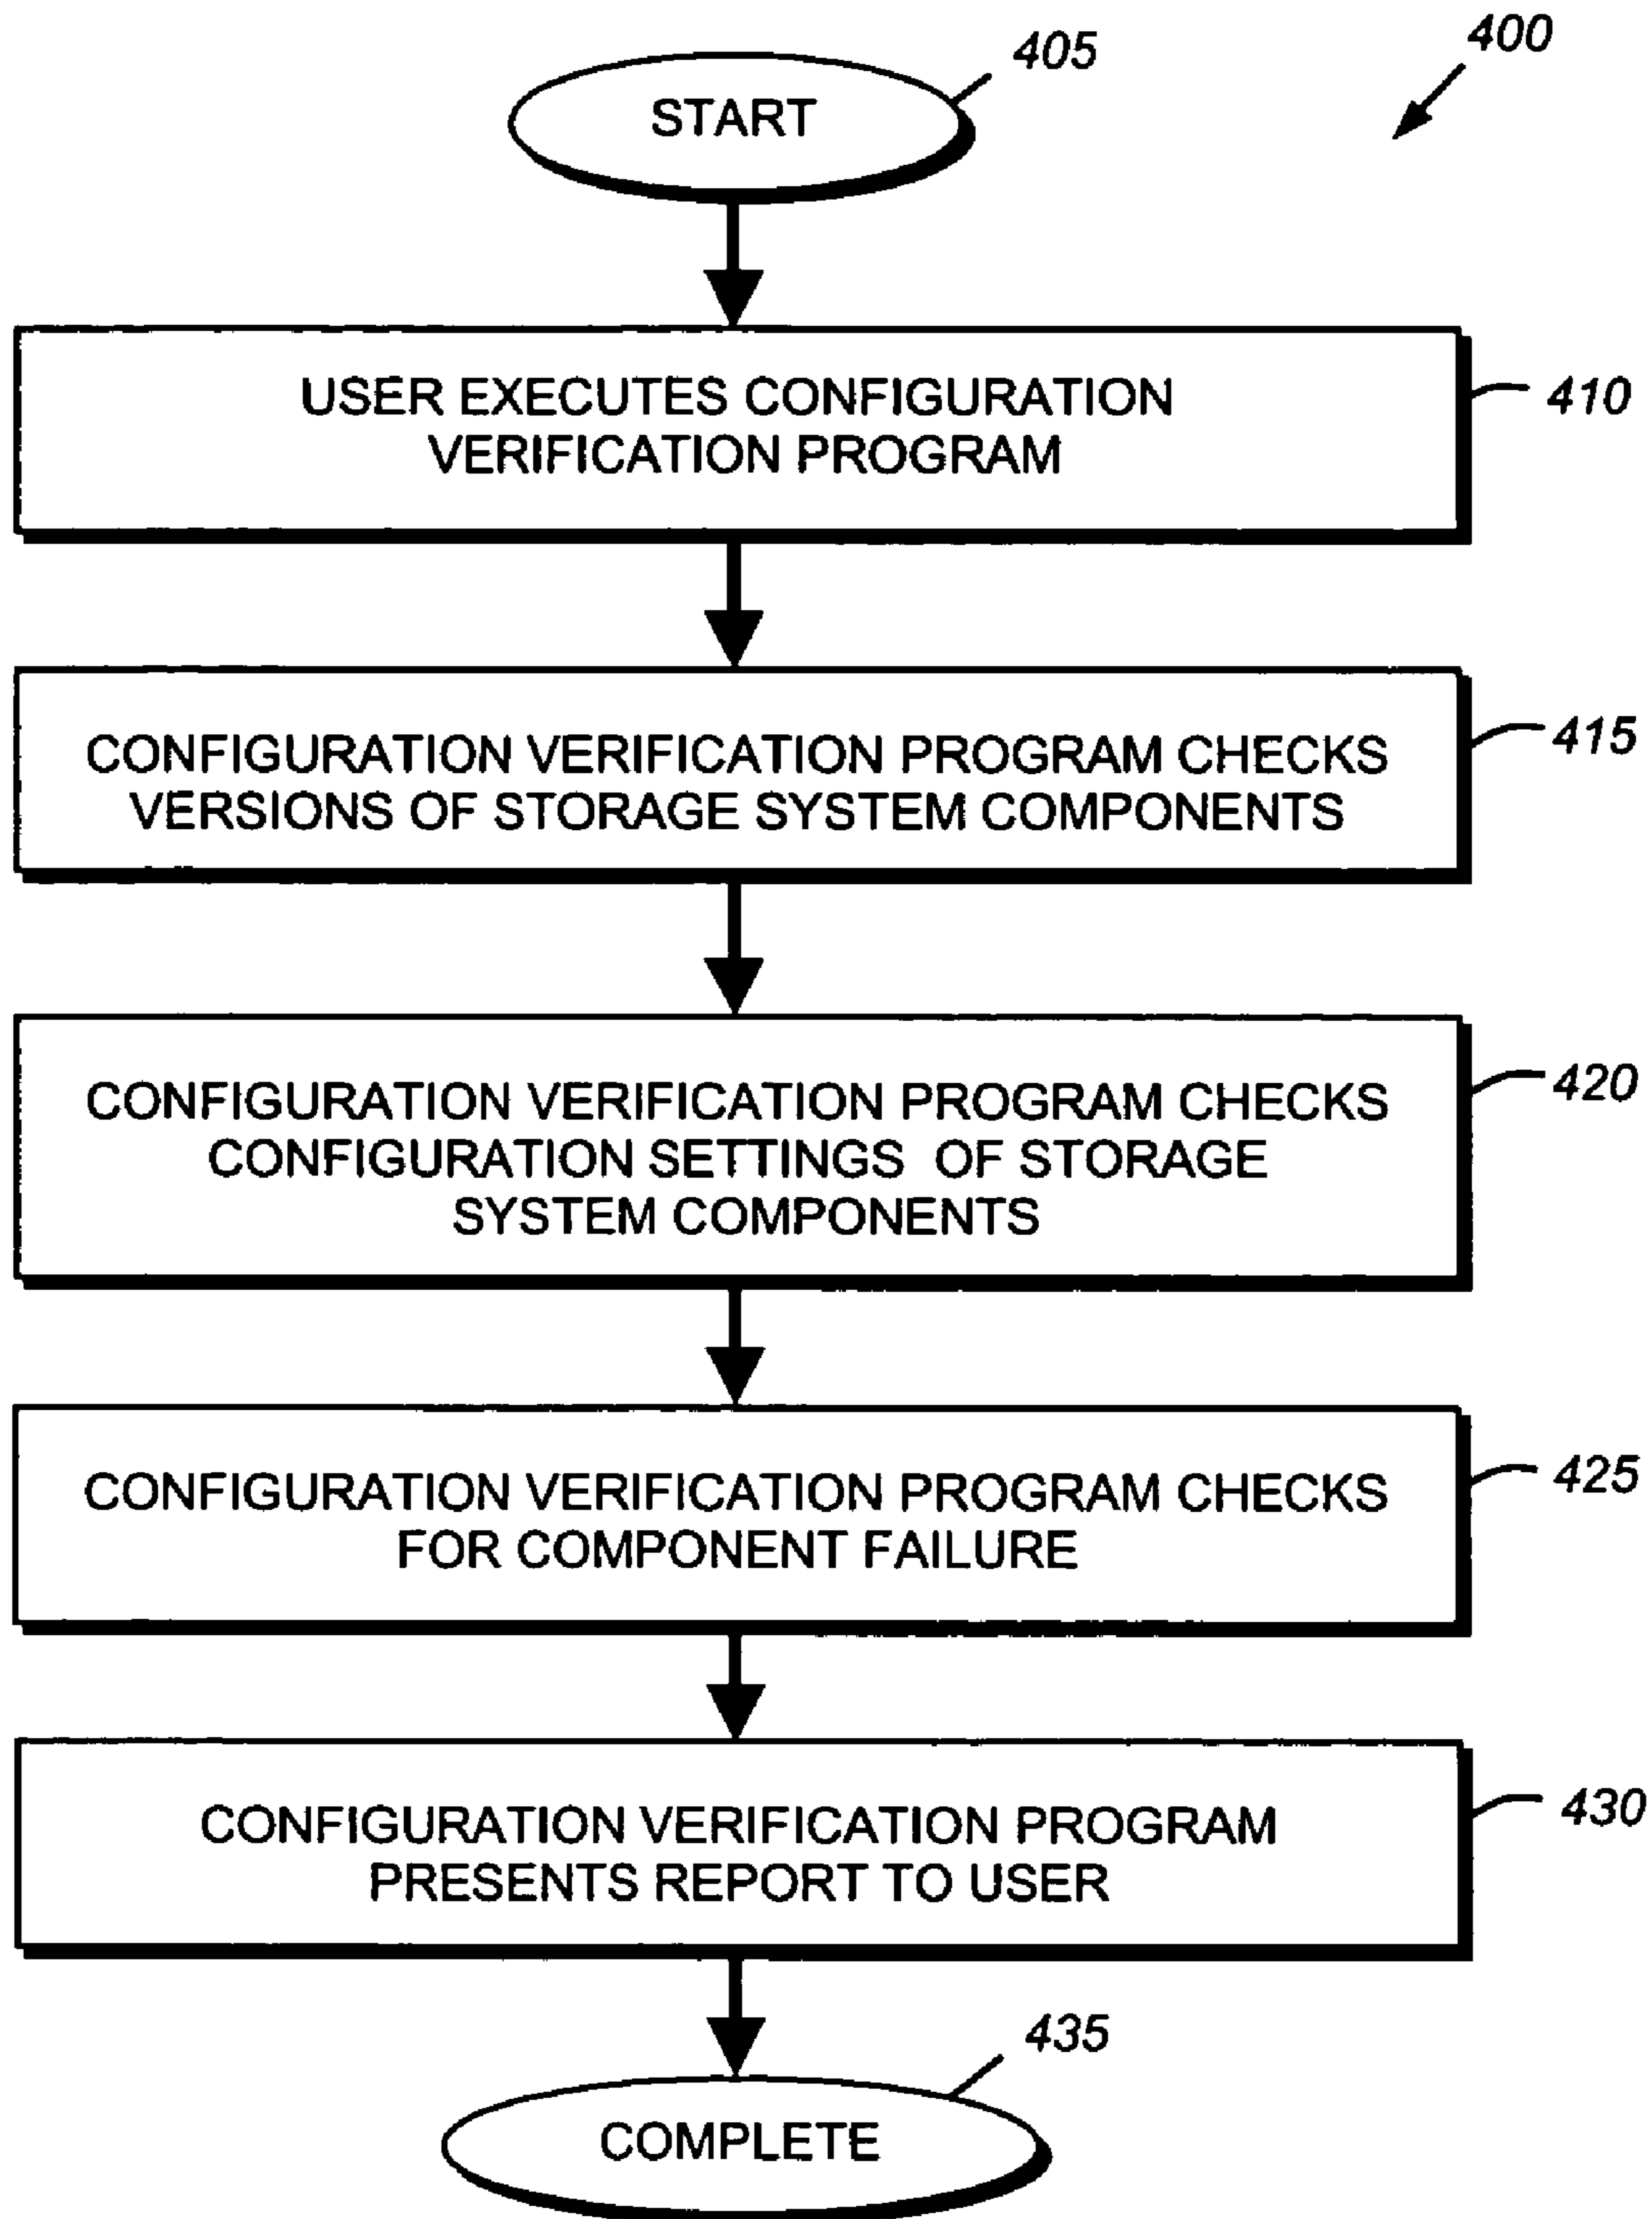 400
405
START
USER EXECUTES CONFIGURATION
VERIFICATION PROGRAM
410
CONFIGURATION VERIFICATION PROGRAM CHECKS
VERSIONS OF STORAGE SYSTEM COMPONENTS
415
CONFIGURATION VERIFICATION PROGRAM CHECKS
CONFIGURATION SETTINGS OF STORAGE
SYSTEM COMPONENTS
420
CONFIGURATION VERIFICATION PROGRAM CHECKS
FOR COMPONENT FAILURE
425
CONFIGURATION VERIFICATION PROGRAM
PRESENTS REPORT TO USER
430
435
COMPLETE